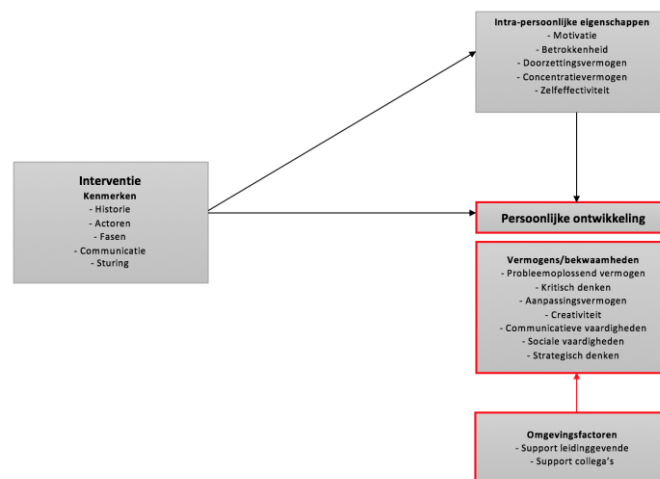 Intra-persoonlijke eigenschappen
- Motivatie
- Betrokkenheid
- Doorzettingsvermogen
- Concentratievermogen
- Zelfeffectiviteit
Interventie
Kenmerken
- Historie
- Actoren
- Fasen
- Communicatie
- Sturing
Persoonlijke ontwikkeling
Vermogens/bekwaamheden
- Probleemoplossend vermogen
- Kritisch denken
- Aanpassingsvermogen
- Creativiteit
- Communicatieve vaardigheden
- Sociale vaardigheden
- Strategisch denken
Omgevingsfactoren
- Support leidinggevende
- Support collega's